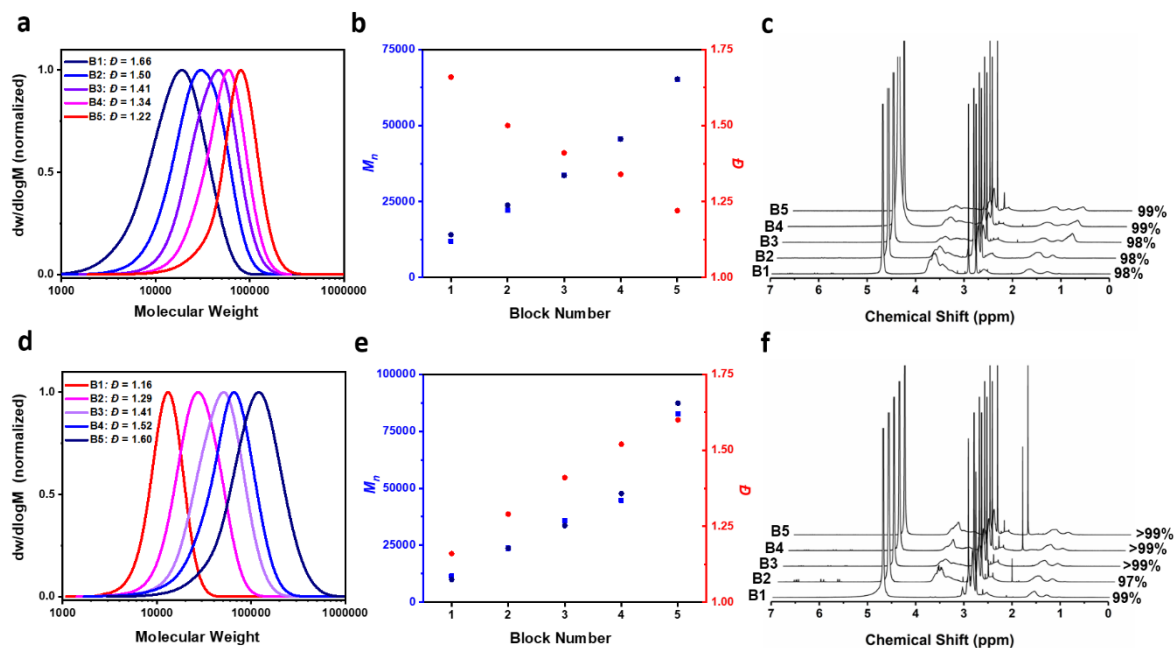 a
dw/dlogM (normalized)
1.0
0.5
0.0
B1: Đ = 1.66
B2: Đ = 1.50
B3: Đ = 1.41
B4: Đ = 1.34
B5: Đ = 1.22
1000 10000 100000 1000000
Molecular Weight
b
75000
50000
25000
0
Mn
1.75
1.50
1.25
1.00
Đ
1 2 3 4 5
Block Number
c
B5 99%
B4 99%
B3 98%
B2 98%
B1 98%
7 6 5 4 3 2 1 0
Chemical Shift (ppm)
d
dw/dlogM (normalized)
1.0
0.5
0.0
B1: Đ = 1.16
B2: Đ = 1.29
B3: Đ = 1.41
B4: Đ = 1.52
B5: Đ = 1.60
1000 10000 100000 1000000
Molecular Weight
e
100000
75000
50000
25000
0
Mn
1.75
1.50
1.25
1.00
Đ
1 2 3 4 5
Block Number
f
B5 >99%
B4 >99%
B3 >99%
B2 97%
B1 99%
7 6 5 4 3 2 1 0
Chemical Shift (ppm)